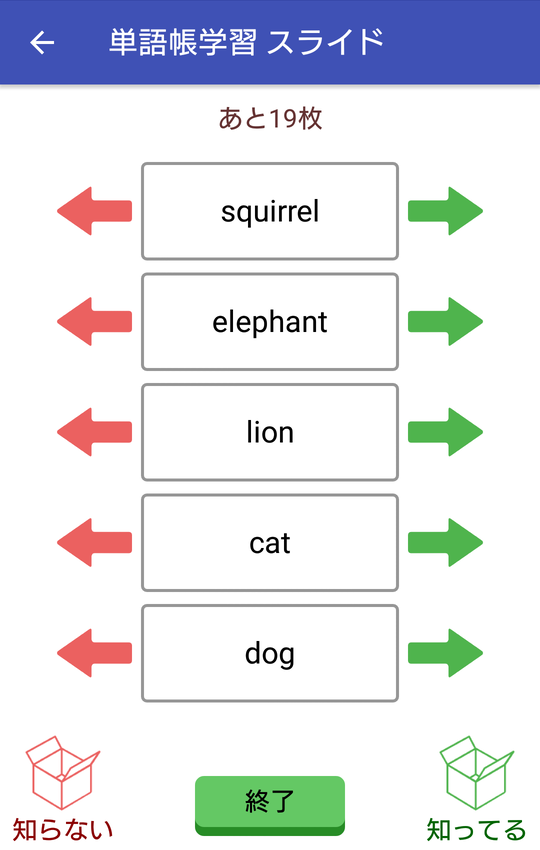 単語帳学習 スライド
あと19枚
squirrel
elephant
lion
cat
dog
知らない
終了
知ってる